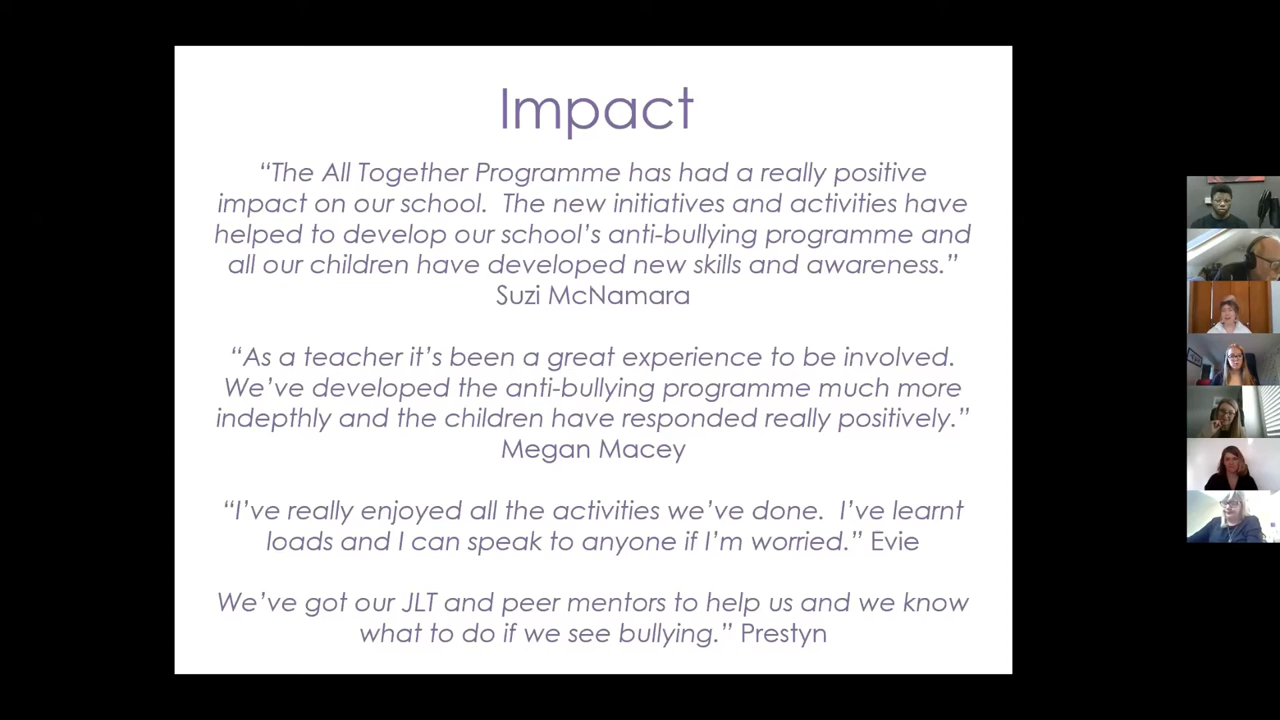 Impact
“The All Together Programme has had a really positive
impact on our school.  The new initiatives and activities have
helped to develop our school’s anti-bullying programme and
all our children have developed new skills and awareness.”
Suzi McNamara
“As a teacher it’s been a great experience to be involved.
We’ve developed the anti-bullying programme much more
indepthly and the children have responded really positively.”
Megan Macey
“I’ve really enjoyed all the activities we’ve done.  I’ve learnt
loads and I can speak to anyone if I’m worried.” Evie
We’ve got our JLT and peer mentors to help us and we know
what to do if we see bullying.” Prestyn